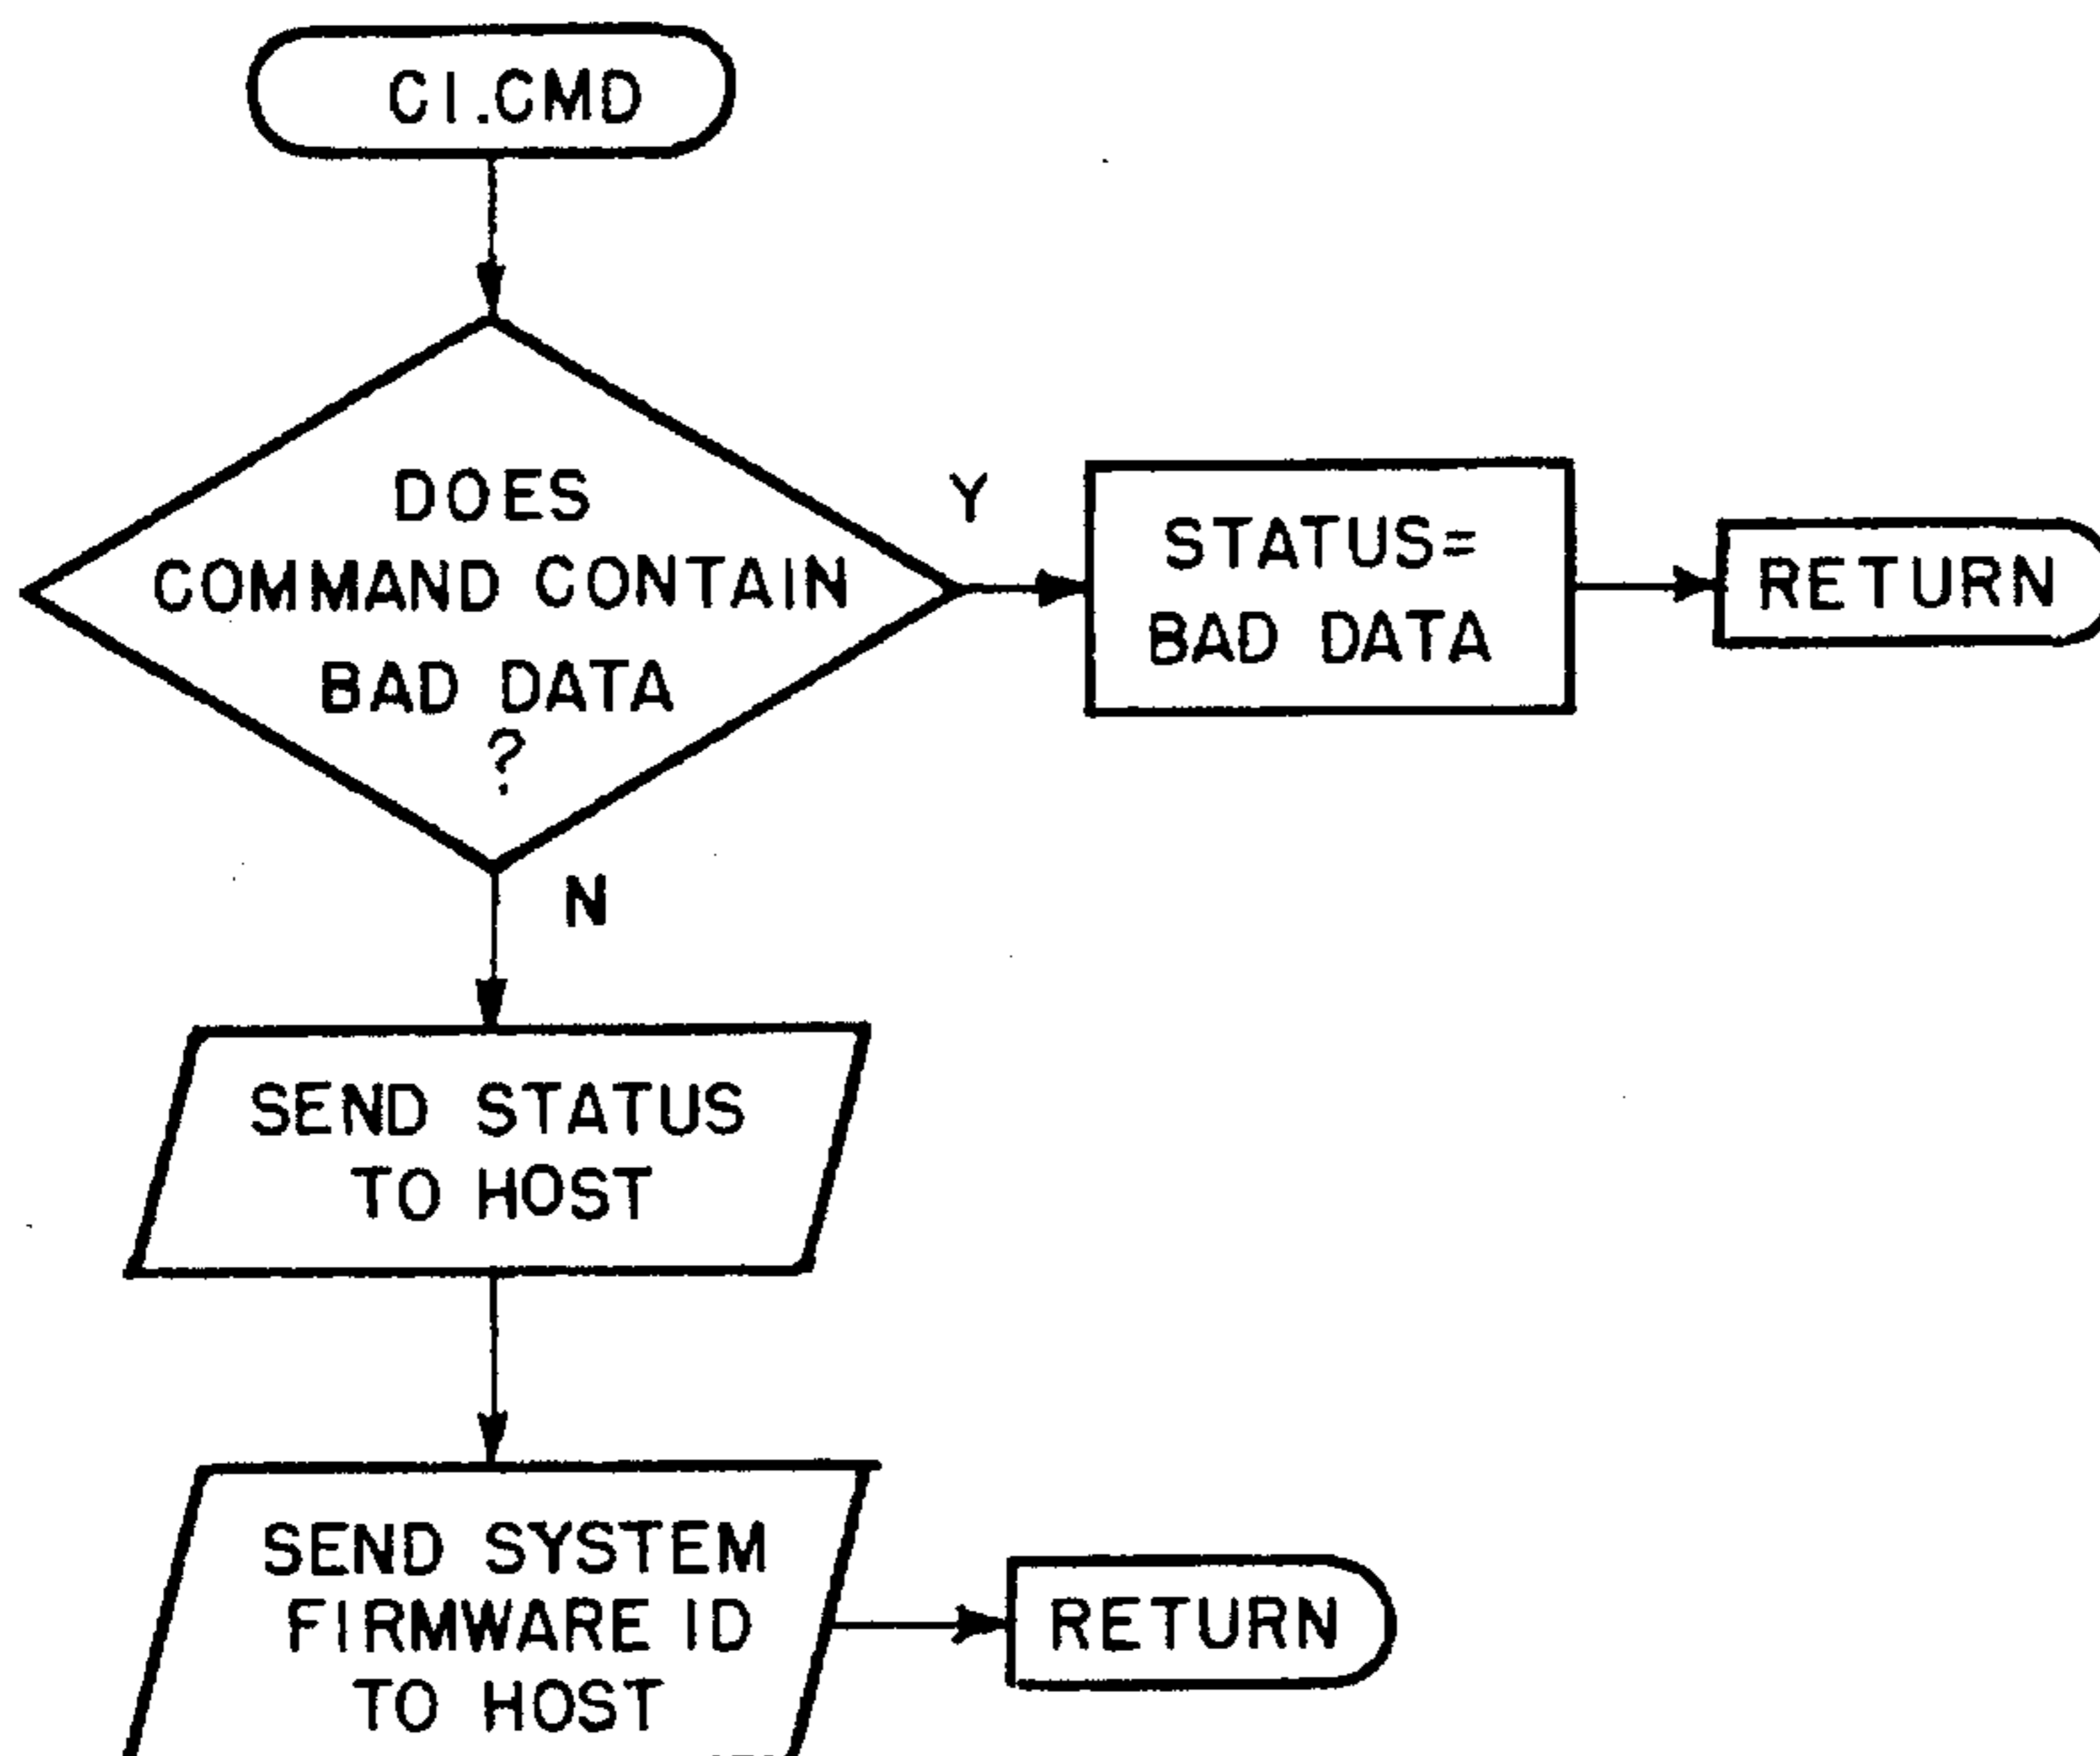 CI.CMD
DOES
COMMAND CONTAIN
BAD DATA
?
Y
STATUS=
BAD DATA
RETURN
N
SEND STATUS
TO HOST
SEND SYSTEM
FIRMWARE ID
TO HOST
RETURN